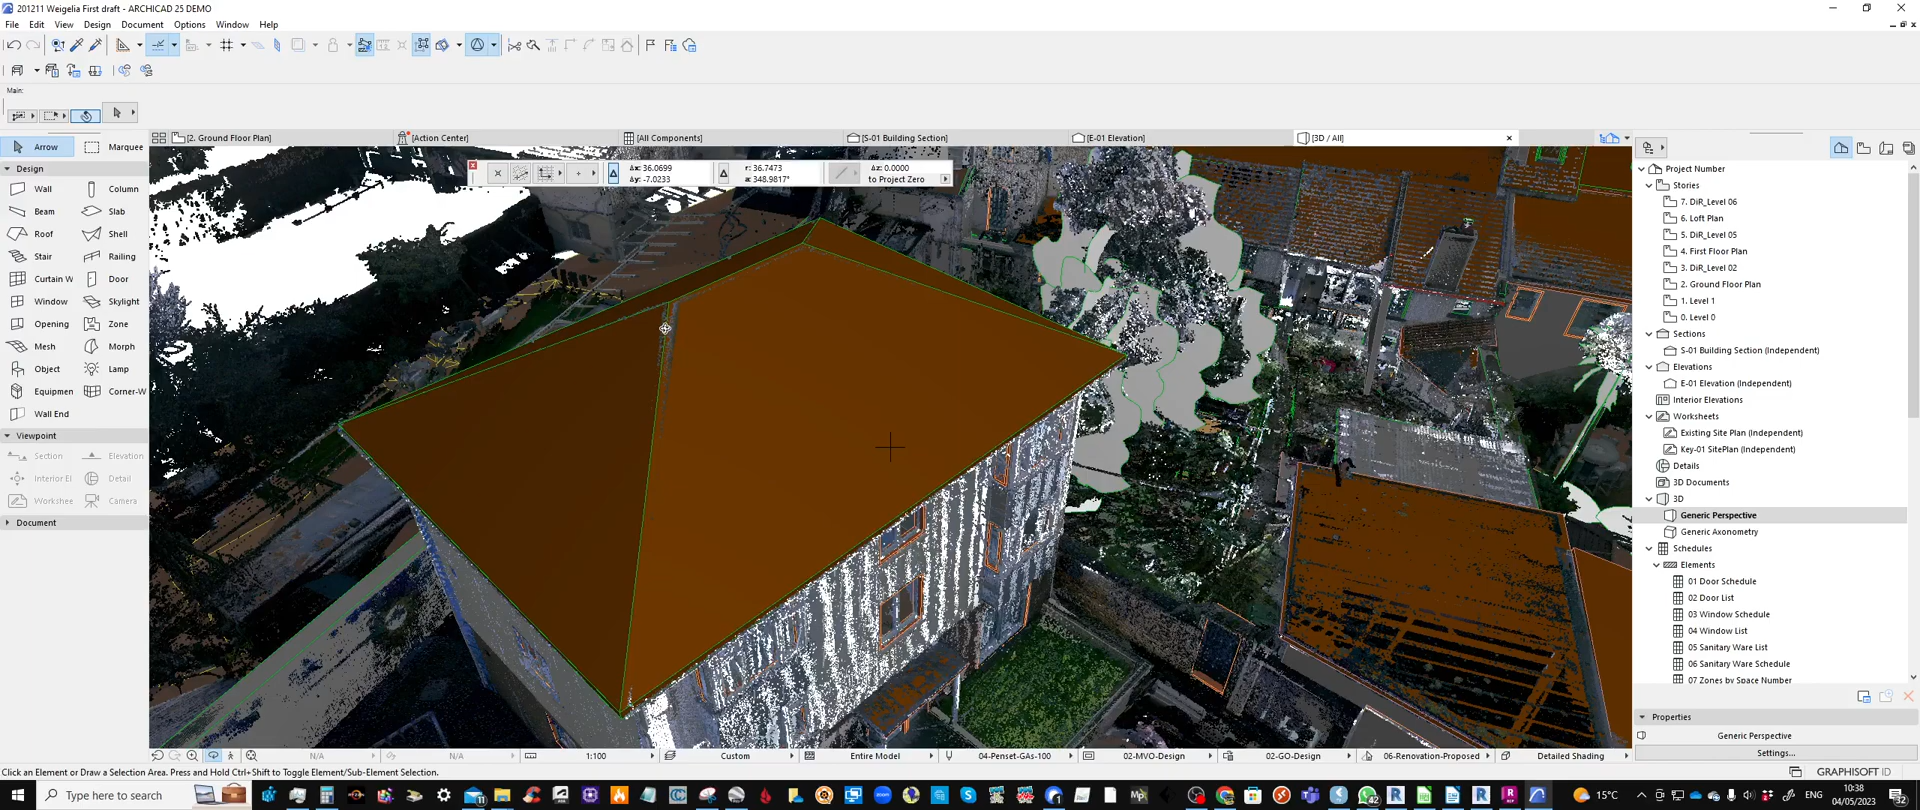 201211 Weigelia First draft - ARCHICAD 25 DEMO
File Edit View Design Document Options Window Help
Main:
[2. Ground Floor Plan] [Action Center] [All Components] [S-01 Building Section] [E-01 Elevation] [3D / All]
Arrow Marquee
Design
Wall Column
Beam Slab
Roof Shell
Stair Railing
Curtain W Door
Window Skylight
Opening Zone
Mesh Morph
Object Lamp
Equipmen Corner-W
Wall End
Viewpoint
Section Elevation
Interior El Detail
Workshee Camera
Document
Δx: 36.0699 r: 36.7473 Δz: 0.0000
Δy: -7.0233 a: 348.9817° to Project Zero
Project Number
Stories
7. DiR_Level 06
6. Loft Plan
5. DiR_Level 05
4. First Floor Plan
3. DiR_Level 02
2. Ground Floor Plan
1. Level 1
0. Level 0
Sections
S-01 Building Section (Independent)
Elevations
E-01 Elevation (Independent)
Interior Elevations
Worksheets
Existing Site Plan (Independent)
Key-01 SitePlan (Independent)
Details
3D Documents
3D
Generic Perspective
Generic Axonometry
Schedules
Elements
01 Door Schedule
02 Door List
03 Window Schedule
04 Window List
05 Sanitary Ware List
06 Sanitary Ware Schedule
07 Zones by Space Number
Properties
Generic Perspective
Settings...
N/A N/A 1:100 Custom Entire Model 04-Penset-GAs-100 02-MVO-Design 02-GO-Design 06-Renovation-Proposed Detailed Shading
Click an Element or Draw a Selection Area. Press and Hold Ctrl+Shift to Toggle Element/Sub-Element Selection.
GRAPHISOFT ID
Type here to search
15°C ENG 10:38
04/05/2023